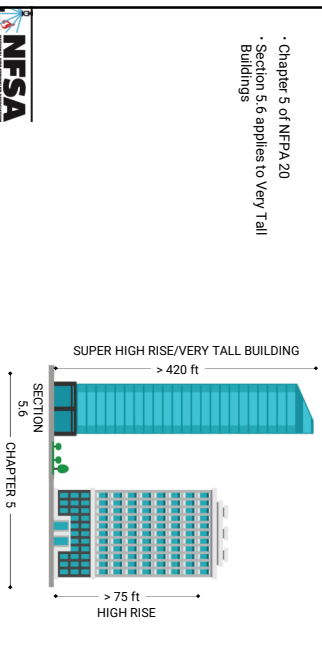 · Chapter 5 of NFPA 20
· Section 5.6 applies to Very Tall
Buildings
SUPER HIGH RISE/VERY TALL BUILDING
> 420 ft
SECTION
5.6
CHAPTER 5
> 75 ft
HIGH RISE
NFSA